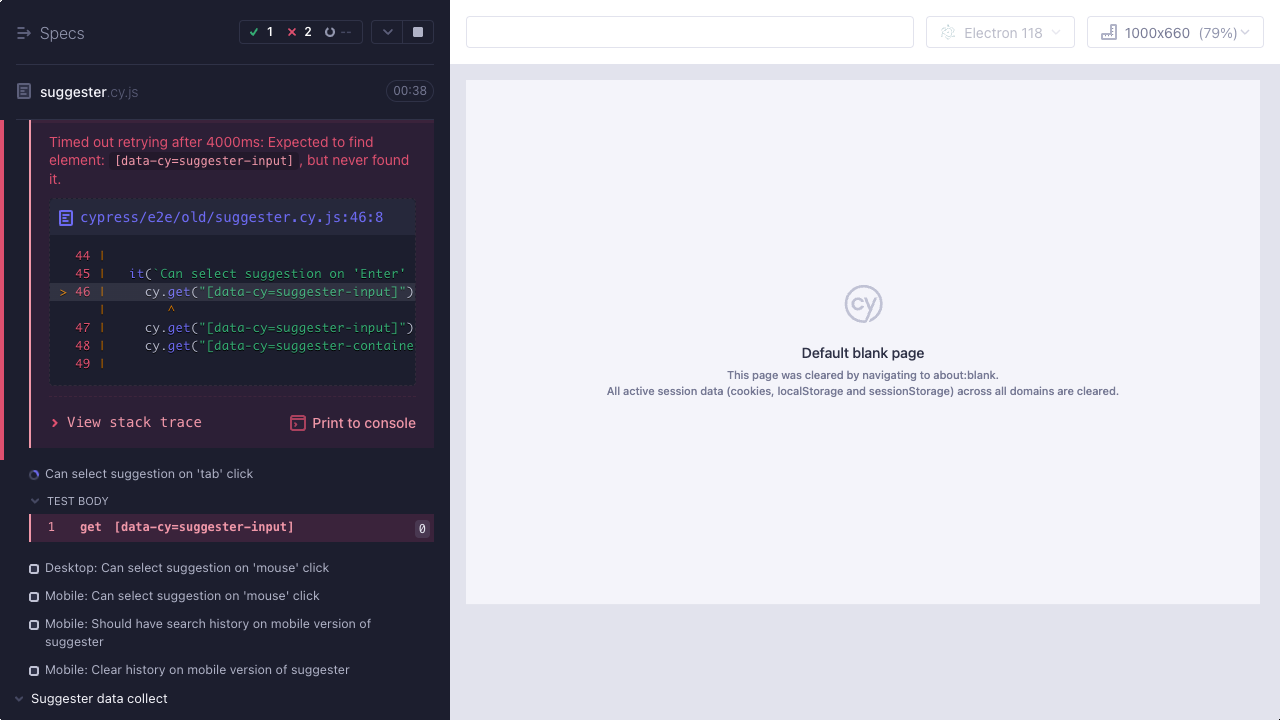 Specs
1
2
--
suggester.cy.js
00:38
Timed out retrying after 4000ms: Expected to find
element: [data-cy=suggester-input] , but never found
it.
cypress/e2e/old/suggester.cy.js:46:8
44 |
45 | it(`Can select suggestion on 'Enter'
> 46 | cy.get("[data-cy=suggester-input]")
| ^
47 | cy.get("[data-cy=suggester-input]")
48 | cy.get("[data-cy=suggester-containe
49 |
View stack trace
Print to console
Can select suggestion on 'tab' click
TEST BODY
1 get [data-cy=suggester-input] 0
Desktop: Can select suggestion on 'mouse' click
Mobile: Can select suggestion on 'mouse' click
Mobile: Should have search history on mobile version of
suggester
Mobile: Clear history on mobile version of suggester
Suggester data collect
Electron 118
1000x660 (79%)
cy
Default blank page
This page was cleared by navigating to about:blank.
All active session data (cookies, localStorage and sessionStorage) across all domains are cleared.